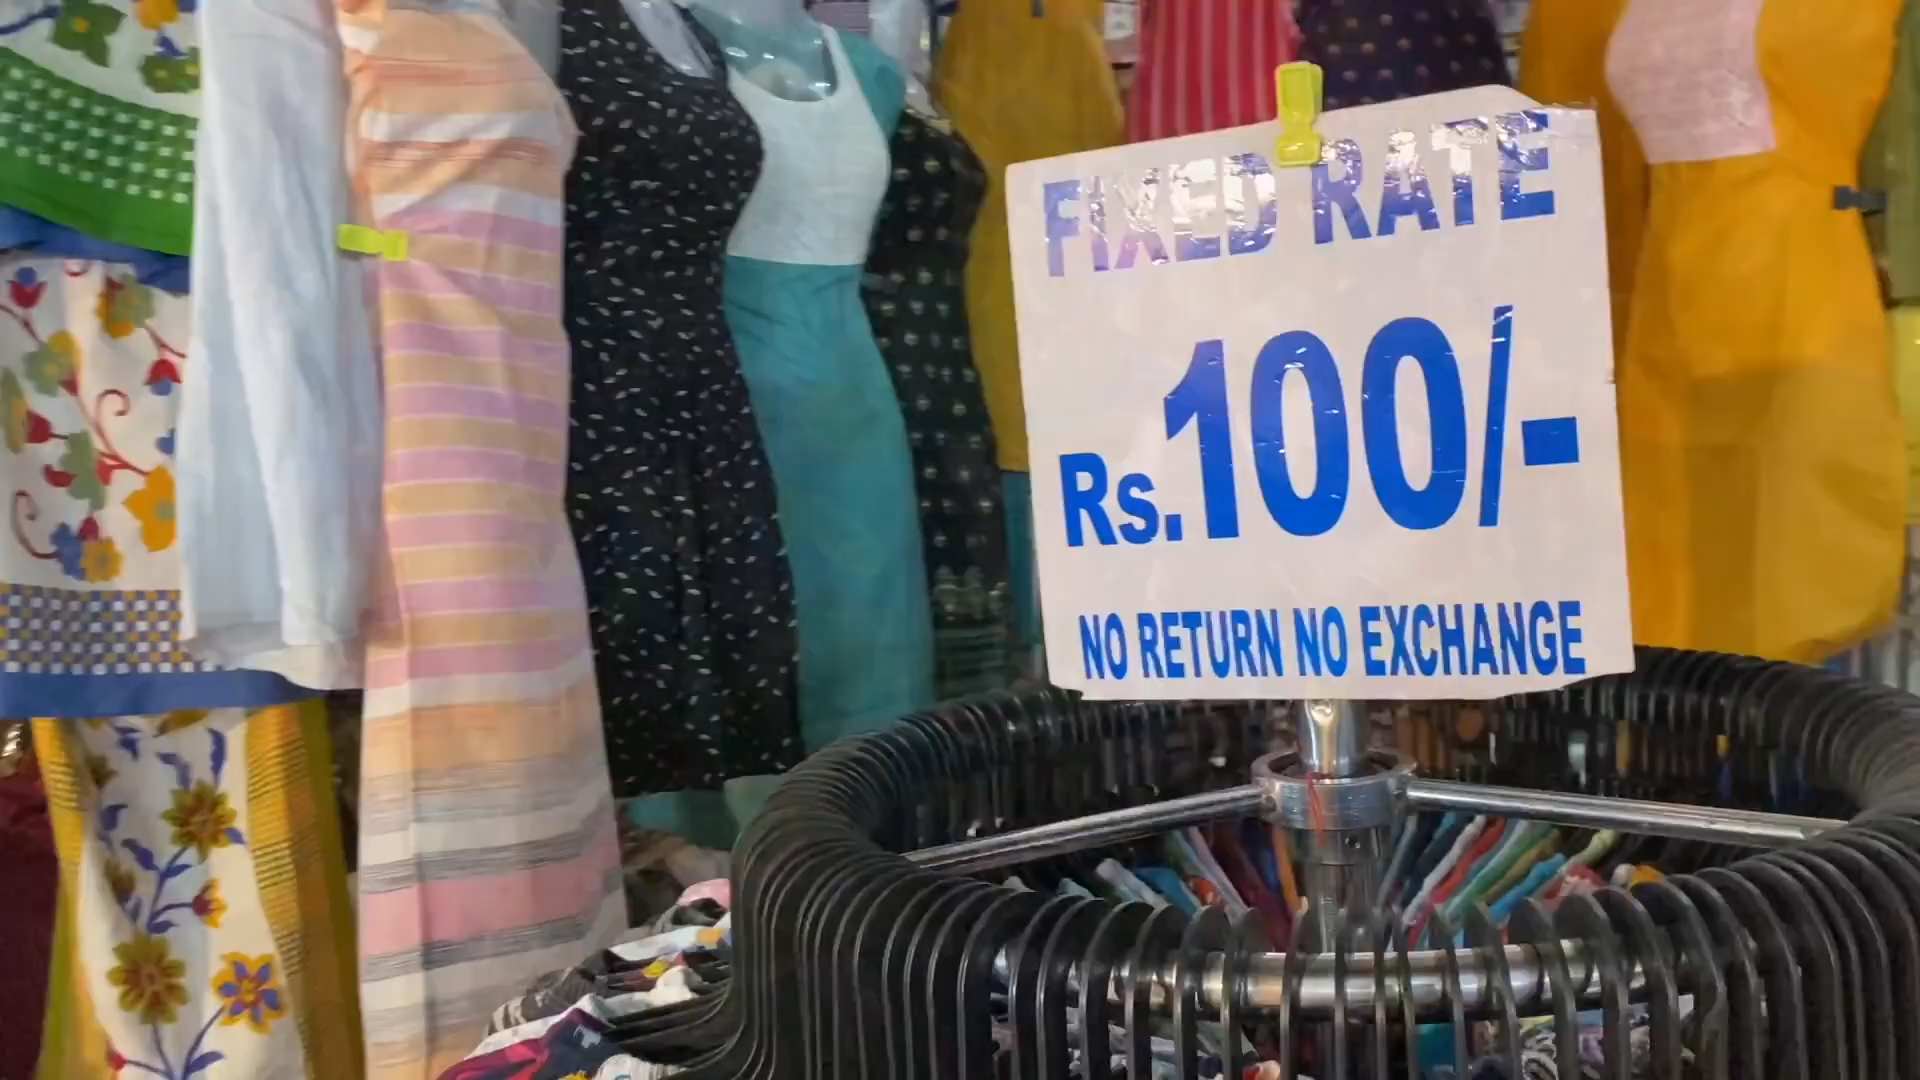 FIXED RATE
Rs.100/-
NO RETURN NO EXCHANGE